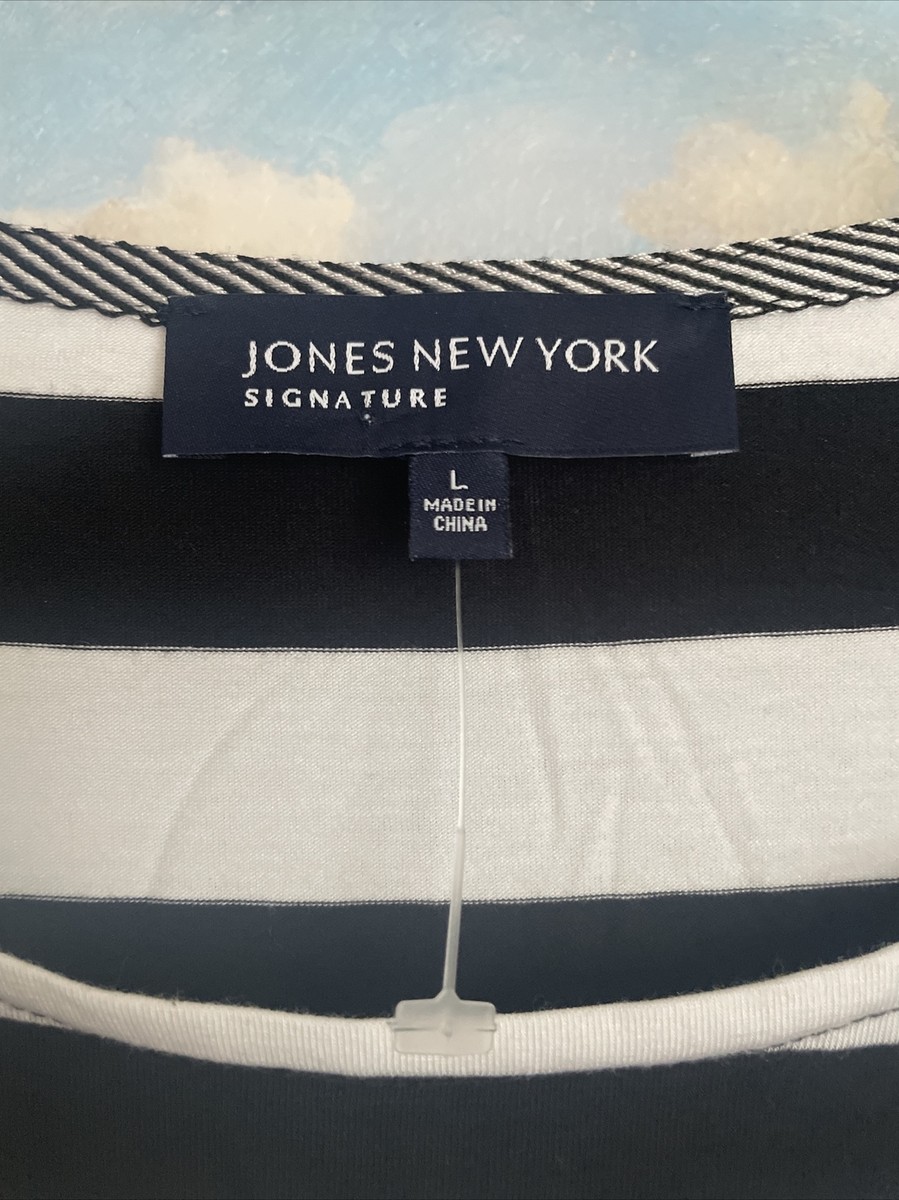 JONES NEW YORK
SIGNATURE
L
MADE IN
CHINA